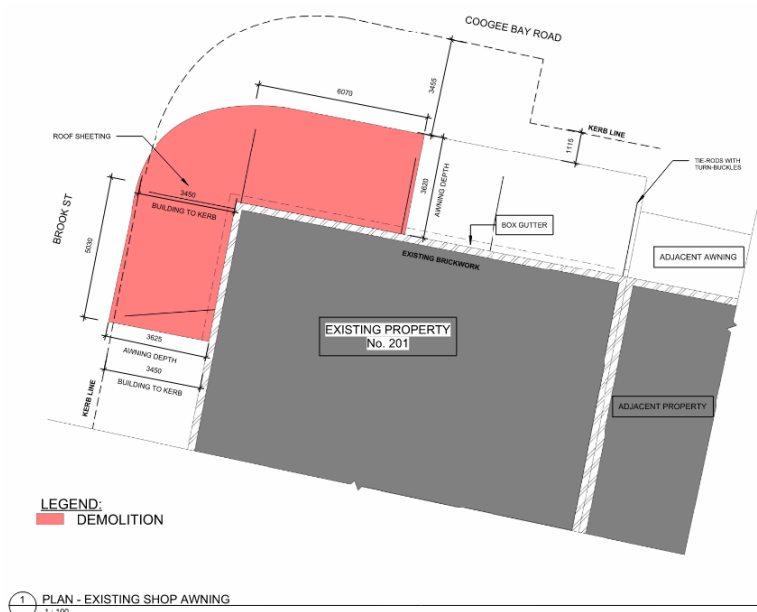 COOGEE BAY ROAD
6070
3455
KERB LINE
1115
ROOF SHEETING
TIE-RODS WITH
TURN-BUCKLES
3620
AWNING DEPTH
3450
BUILDING TO KERB
BROOK ST
5030
BOX GUTTER
EXISTING BRICKWORK
ADJACENT AWNING
EXISTING PROPERTY
No. 201
3625
AWNING DEPTH
3450
BUILDING TO KERB
KERB LINE
ADJACENT PROPERTY
LEGEND:
DEMOLITION
1
PLAN - EXISTING SHOP AWNING
1 : 100